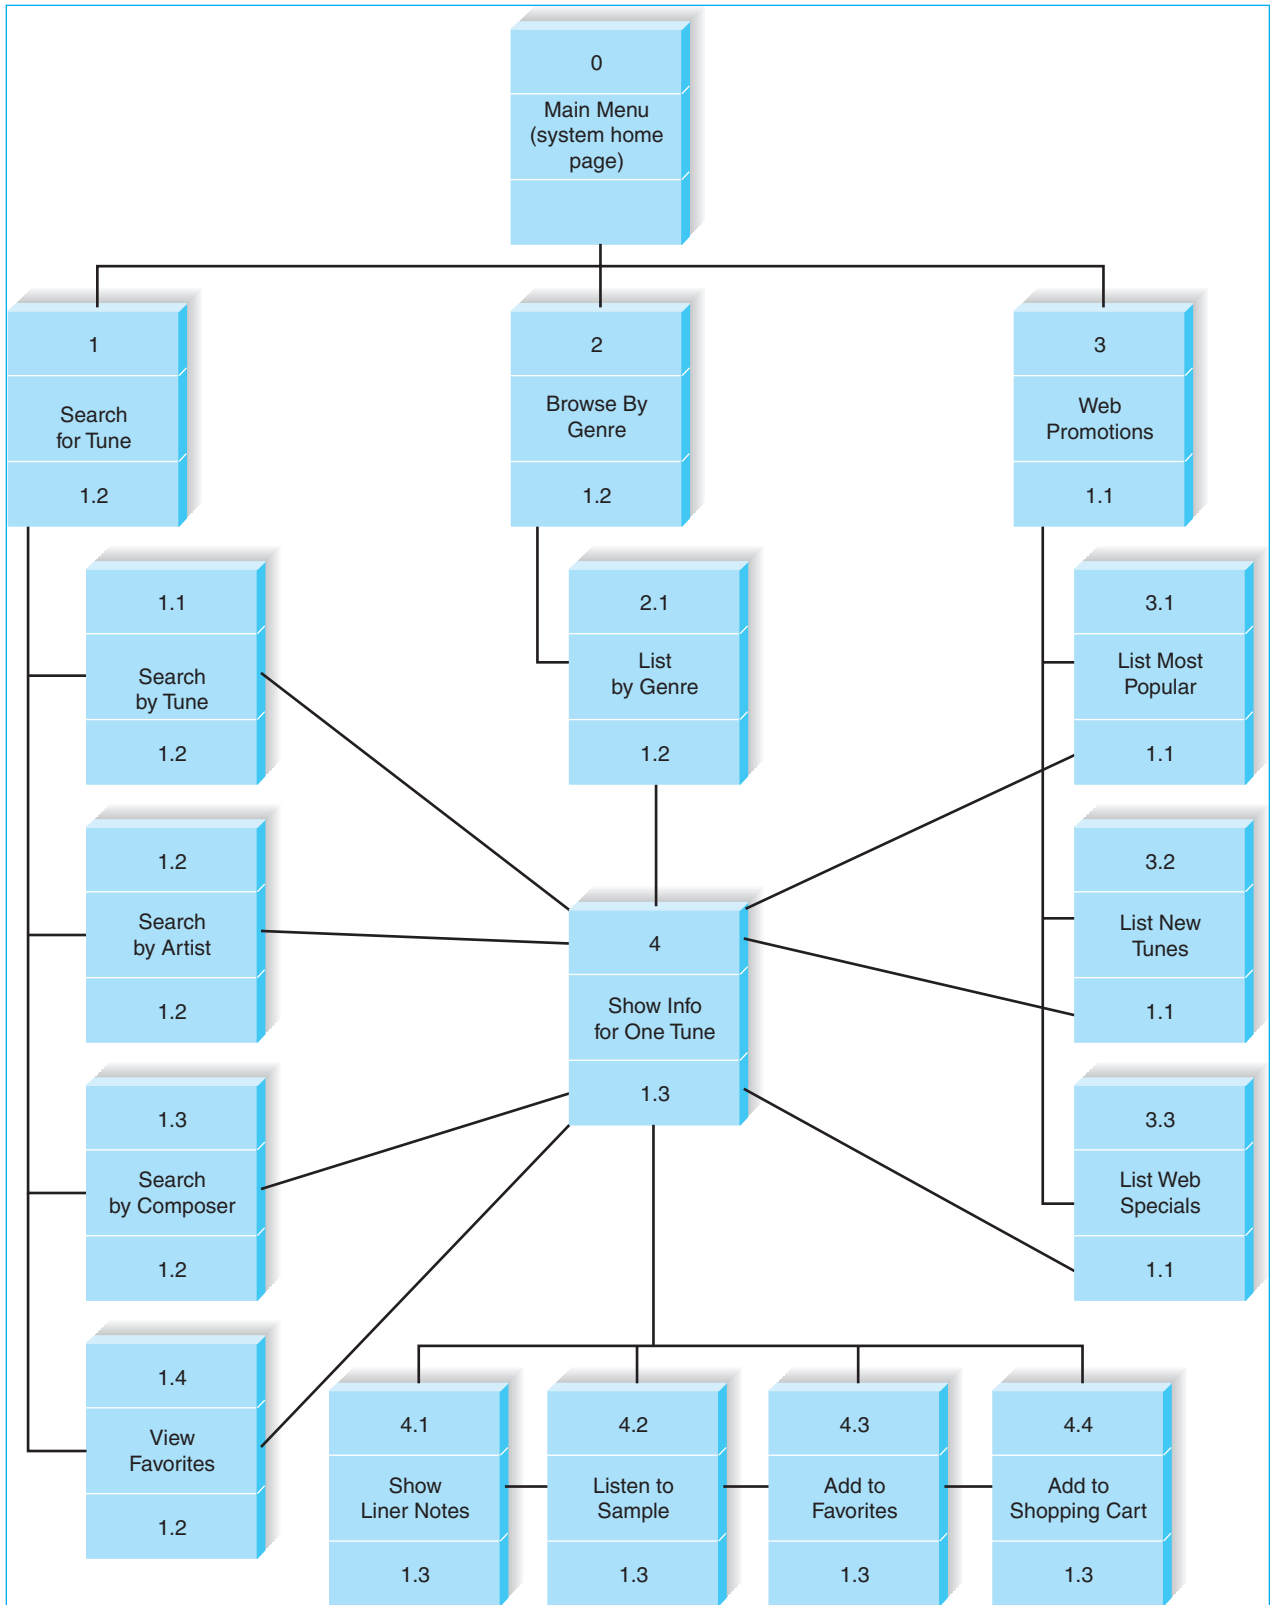 0
Main Menu
(system home
page)
1
Search
for Tune
1.2
2
Browse By
Genre
1.2
3
Web
Promotions
1.1
1.1
Search
by Tune
1.2
2.1
List
by Genre
1.2
3.1
List Most
Popular
1.1
1.2
Search
by Artist
1.2
4
Show Info
for One Tune
1.3
3.2
List New
Tunes
1.1
1.3
Search
by Composer
1.2
3.3
List Web
Specials
1.1
1.4
View
Favorites
1.2
4.1
Show
Liner Notes
1.3
4.2
Listen to
Sample
1.3
4.3
Add to
Favorites
1.3
4.4
Add to
Shopping Cart
1.3